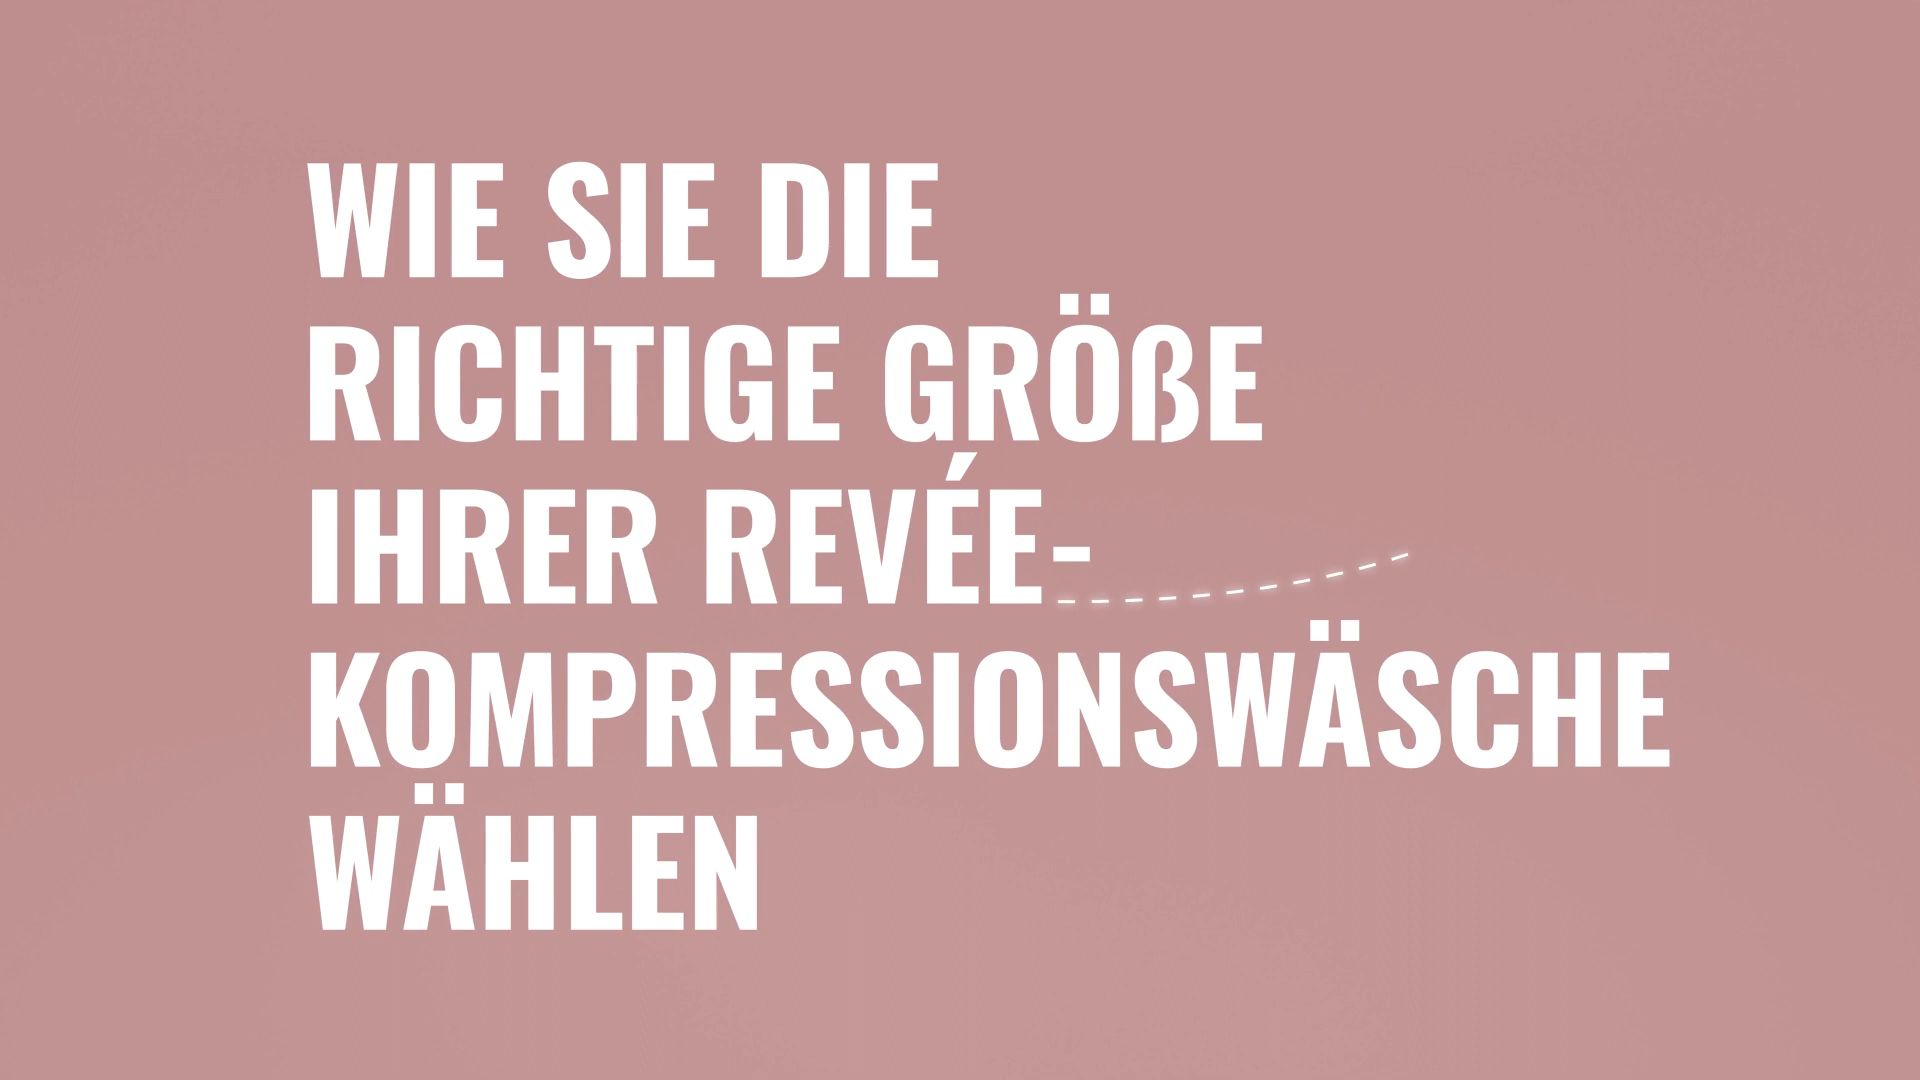 WIE SIE DIE
RICHTIGE GRÖßE
IHRER REVÉE-
KOMPRESSIONSWÄSCHE
WÄHLEN